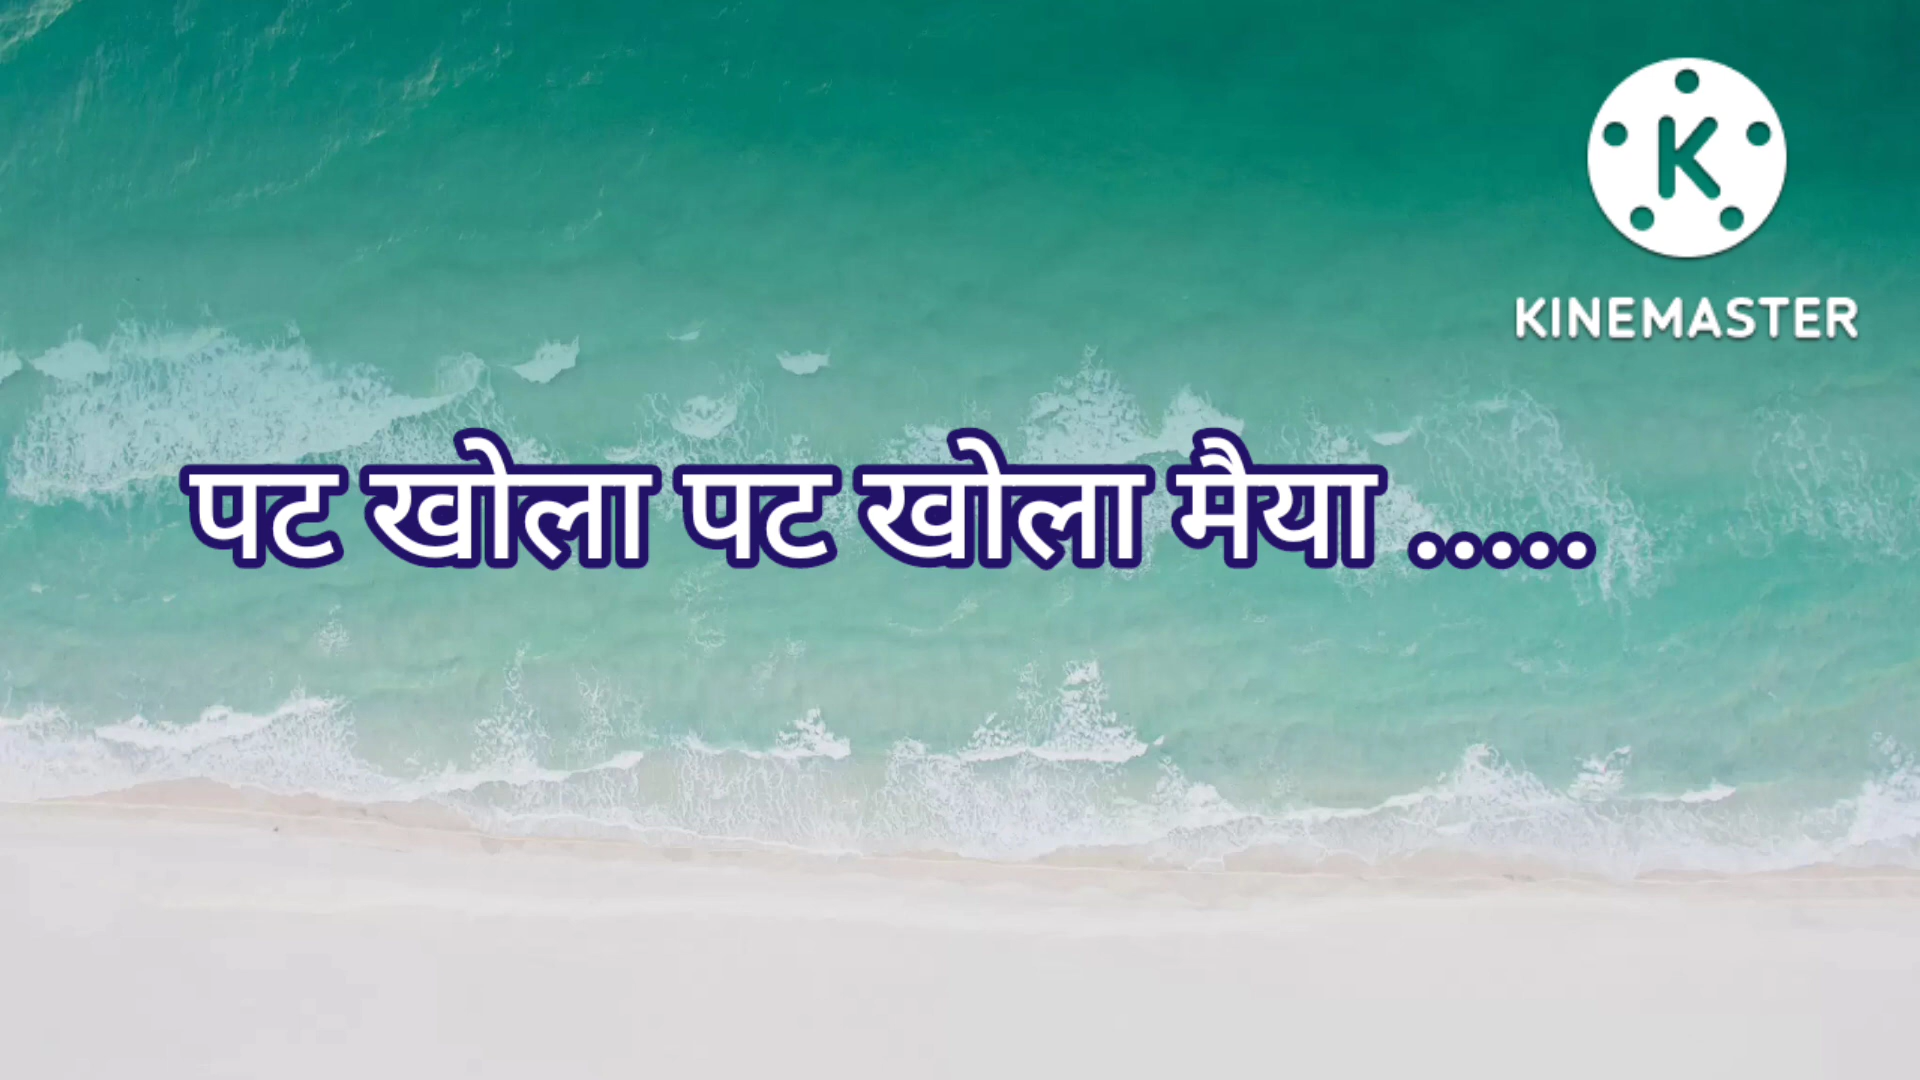 K
KINEMASTER
पट खोला पट खोला मैया .....